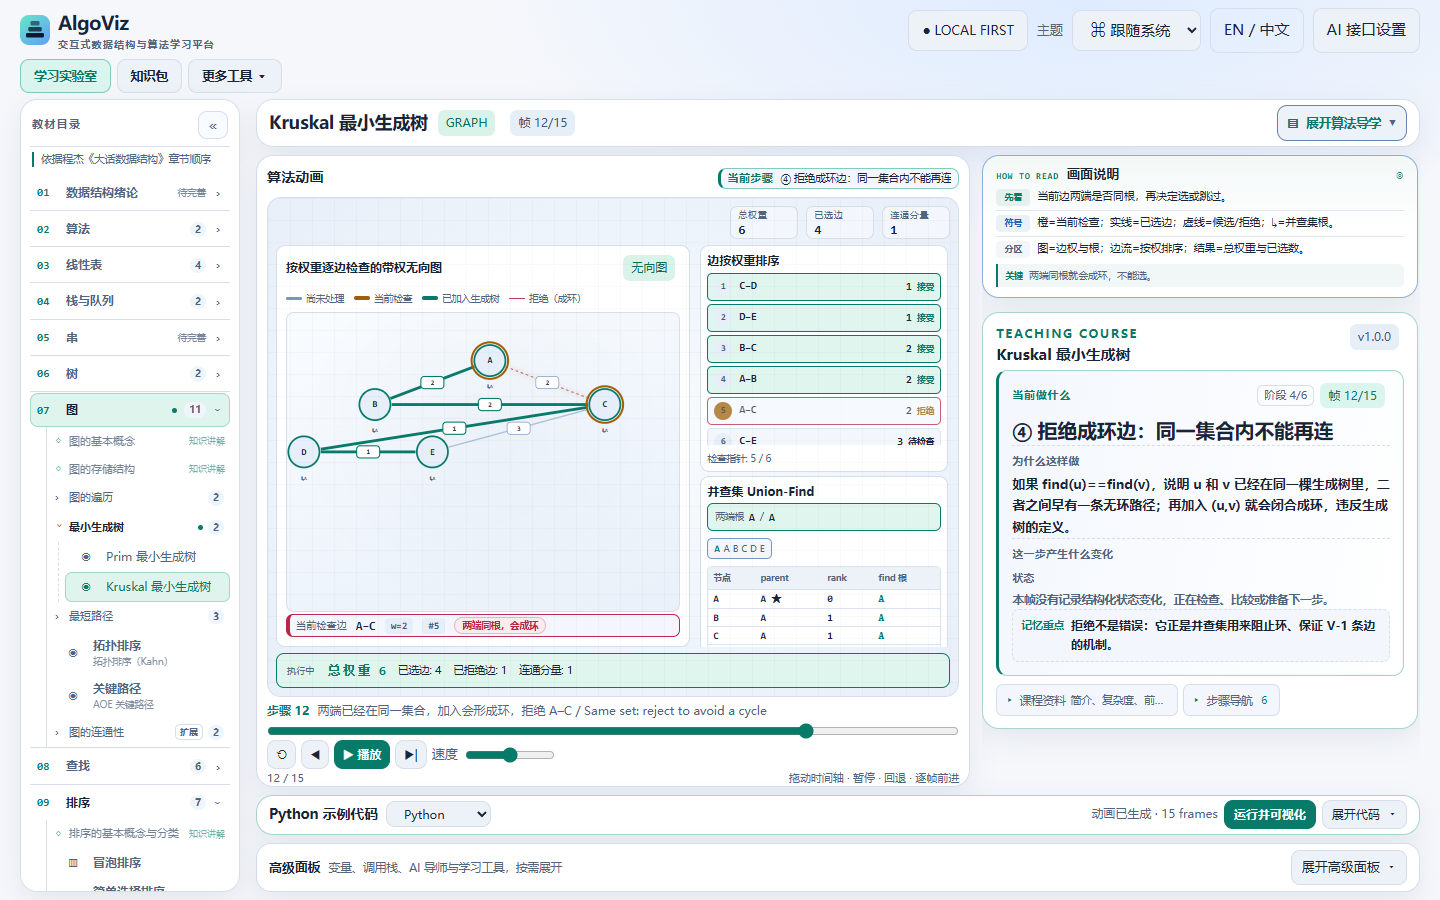 AlgoViz
交互式数据结构与算法学习平台
● LOCAL FIRST
主题
⌘ 跟随系统
EN / 中文
AI 接口设置
学习实验室
知识包
更多工具
教材目录
«
依据程杰《大话数据结构》章节顺序
01 数据结构绪论 待完善
02 算法 2
03 线性表 4
04 栈与队列 2
05 串 待完善
06 树 2
07 图 11
图的基本概念 知识讲解
图的存储结构 知识讲解
图的遍历 2
最小生成树 2
Prim 最小生成树
Kruskal 最小生成树
最短路径 3
拓扑排序
拓扑排序（Kahn）
关键路径
AOE 关键路径
图的连通性 扩展 2
08 查找 6
09 排序 7
排序的基本概念与分类 知识讲解
冒泡排序
简单选择排序
Kruskal 最小生成树
GRAPH
帧 12/15
展开算法导学
算法动画
当前步骤 ④ 拒绝成环边：同一集合内不能再连
总权重
6
已选边
4
连通分量
1
按权重逐边检查的带权无向图
无向图
尚未处理
当前检查
已加入生成树
拒绝（成环）
A
B
C
D
E
2
2
2
1
3
1
当前检查边 A–C w=2 #5 两端同根，会成环
边按权重排序
1 C–D 1 接受
2 D–E 1 接受
3 B–C 2 接受
4 A–B 2 接受
5 A–C 2 拒绝
6 C–E 3 待检查
检查指针: 5 / 6
并查集 Union-Find
两端根 A / A
A A B C D E
节点 parent rank find 根
A A ★ 0 A
B A 1 A
C A 1 A
执行中 总权重 6 已选边: 4 已拒绝边: 1 连通分量: 1
步骤 12 两端已经在同一集合，加入会形成环，拒绝 A–C / Same set: reject to avoid a cycle
▶ 播放
速度
12 / 15
拖动时间轴 · 暂停 · 回退 · 逐帧前进
HOW TO READ 画面说明
先看 当前边两端是否同根，再决定选或跳过。
符号 橙=当前检查；实线=已选边；虚线=候选/拒绝；↳=并查集根。
分区 图=边权与根；边流=按权排序；结果=总权重与已选数。
关键 两端同根就会成环，不能选。
TEACHING COURSE
Kruskal 最小生成树
v1.0.0
当前做什么
阶段 4/6
帧 12/15
④ 拒绝成环边：同一集合内不能再连
为什么这样做
如果 find(u)==find(v)，说明 u 和 v 已经在同一棵生成树里，二
者之间早有一条无环路径；再加入 (u,v) 就会闭合成环，违反生成
树的定义。
这一步产生什么变化
状态
本帧没有记录结构化状态变化，正在检查、比较或准备下一步。
记忆重点 拒绝不是错误：它正是并查集用来阻止环、保证 V-1 条边
的机制。
课程资料 简介、复杂度、前...
步骤导航 6
Python 示例代码
Python
动画已生成 · 15 frames
运行并可视化
展开代码
高级面板 变量、调用栈、AI 导师与学习工具，按需展开
展开高级面板